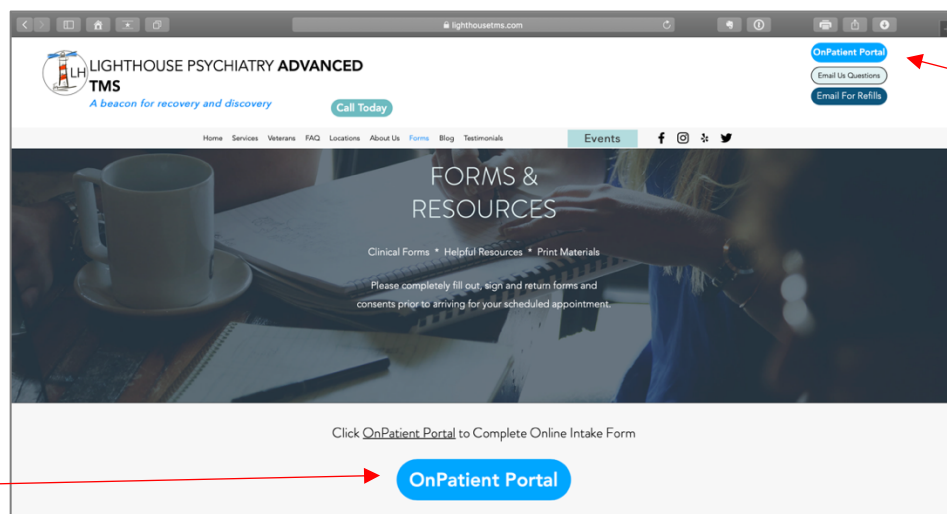 lighthousetms.com
LH
LIGHTHOUSE PSYCHIATRY ADVANCED
TMS
A beacon for recovery and discovery
Call Today
OnPatient Portal
Email Us Questions
Email For Refills
Home Services Veterans FAQ Locations About Us Forms Blog Testimonials Events
FORMS &
RESOURCES
Clinical Forms * Helpful Resources * Print Materials
Please completely fill out, sign and return forms and
consents prior to arriving for your scheduled appointment.
Click OnPatient Portal to Complete Online Intake Form
OnPatient Portal